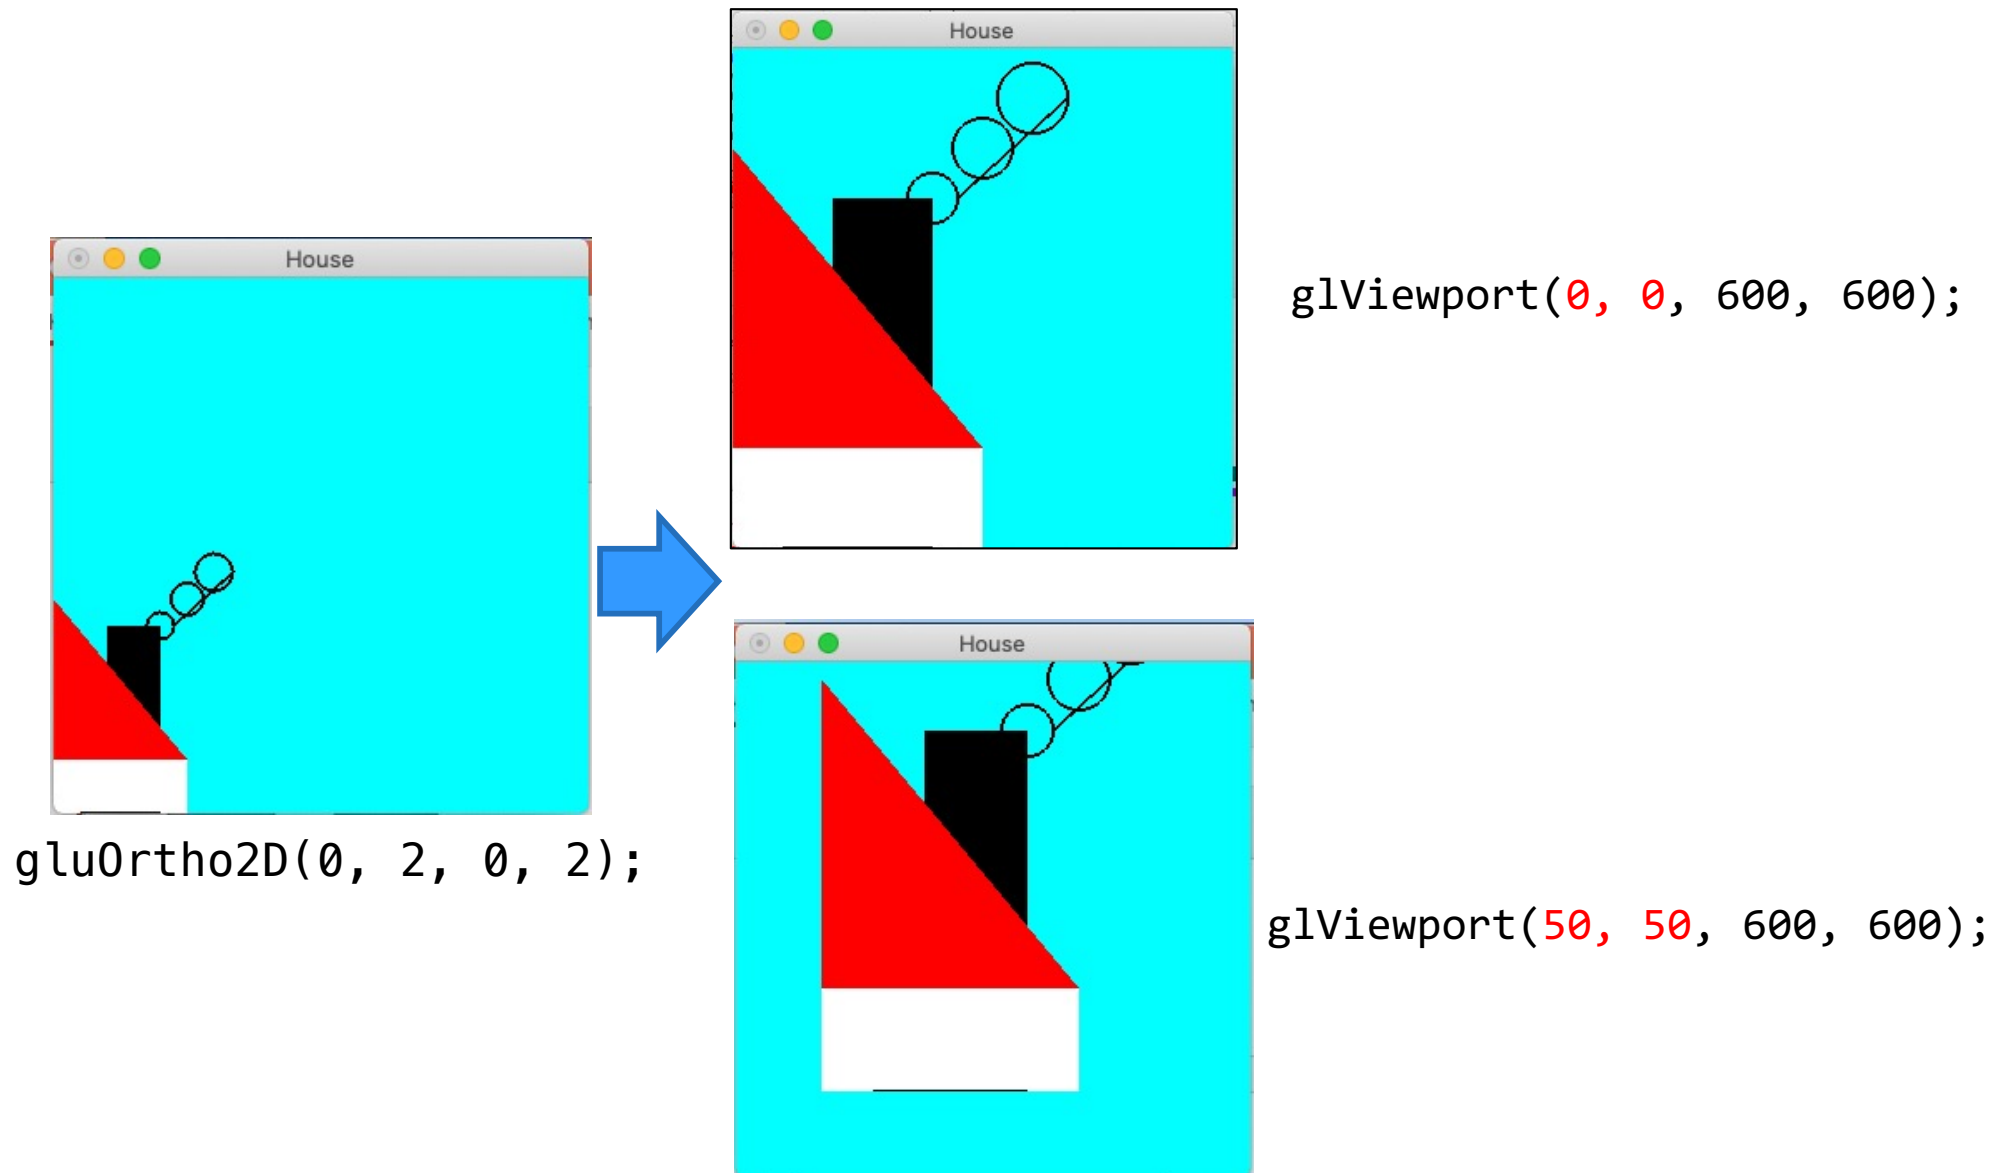 House
House
gluOrtho2D(0, 2, 0, 2);
glViewport(0, 0, 600, 600);
House
glViewport(50, 50, 600, 600);